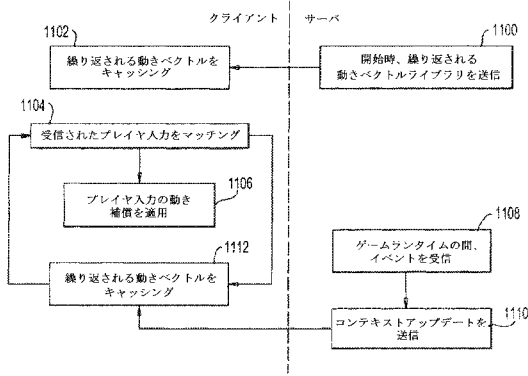 クライアント
サーバ
1102
繰り返される動きベクトルを
キャッシング
1100
開始時、繰り返される
動きベクトルライブラリを送信
1104
受信されたプレイヤ入力をマッチング
1106
プレイヤ入力の動き
補償を適用
1108
ゲームランタイムの間、
イベントを受信
1112
繰り返される動きベクトルを
キャッシング
1110
コンテキストアップデートを
送信